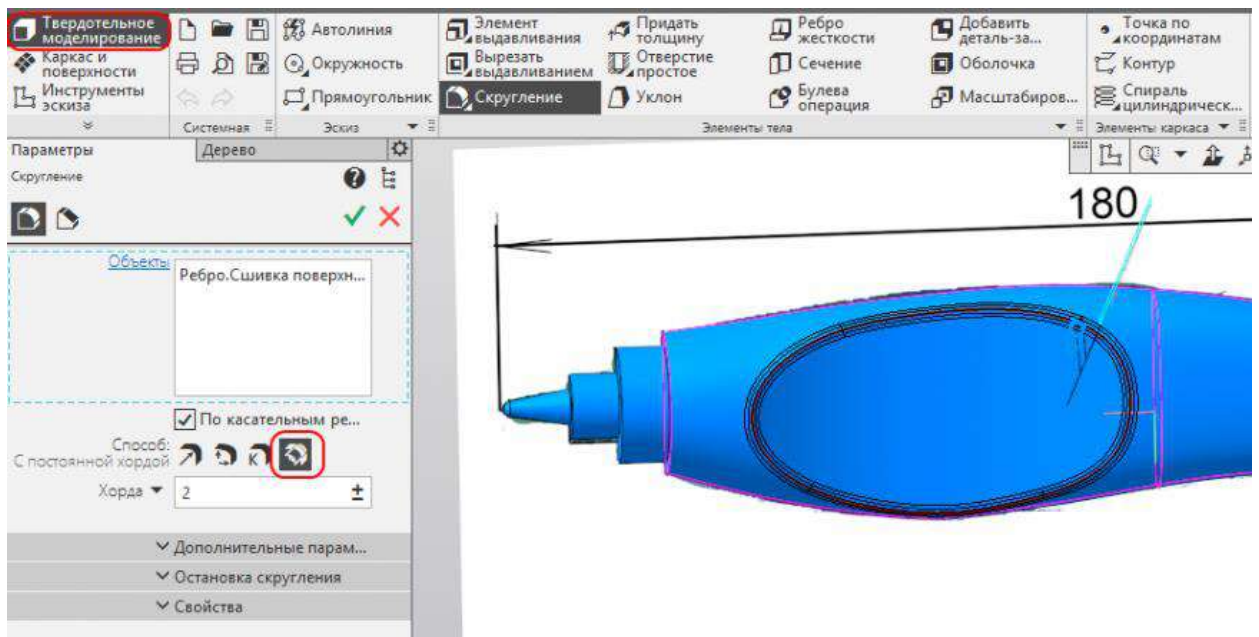 Твердотельное
моделирование
Каркас и
поверхности
Инструменты
эскиза
Системная
Автолиния
Окружность
Прямоугольник
Эскиз
Элемент
выдавливания
Вырезать
выдавливанием
Скругление
Придать
толщину
Отверстие
простое
Уклон
Ребро
жесткости
Сечение
Булева
операция
Добавить
деталь-за...
Оболочка
Масштабиров...
Элементы тела
Точка по
координатам
Контур
Спираль
цилиндрическ...
Элементы каркаса
Параметры
Дерево
Скругление
Объекты
Ребро.Сшивка поверхн...
По касательным ре...
Способ:
С постоянной хордой
Хорда
2
Дополнительные парам...
Остановка скругления
Свойства
180